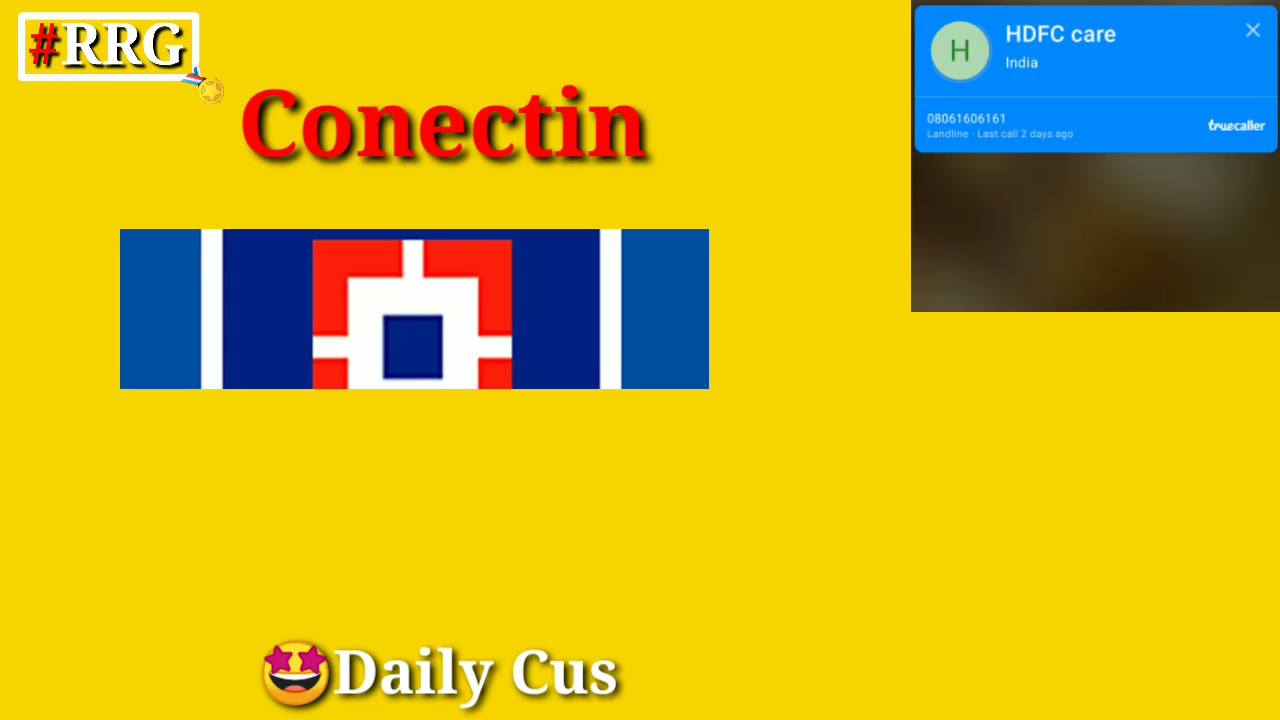 #RRG
Conectin
HDFC care
India
H
08061606161
Landline · Last call 2 days ago
truecaller
Daily Cus